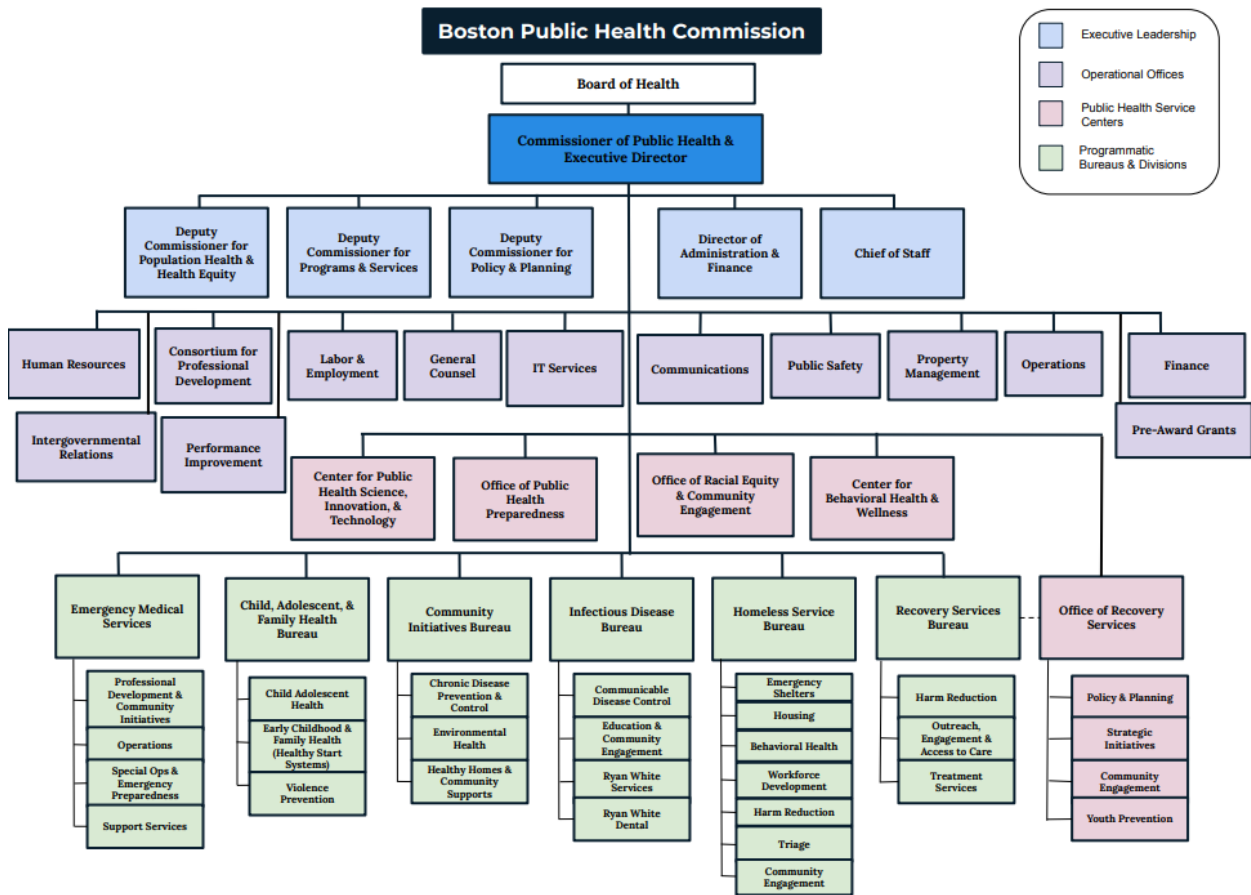 Boston Public Health Commission
Executive Leadership
Operational Offices
Public Health Service
Centers
Programmatic
Bureaus & Divisions
Board of Health
Commissioner of Public Health &
Executive Director
Deputy
Commissioner for
Population Health &
Health Equity
Deputy
Commissioner for
Programs & Services
Deputy
Commissioner for
Policy & Planning
Director of
Administration &
Finance
Chief of Staff
Human Resources
Consortium for
Professional
Development
Labor &
Employment
General
Counsel
IT Services
Communications
Public Safety
Property
Management
Operations
Finance
Intergovernmental
Relations
Performance
Improvement
Pre-Award Grants
Center for Public
Health Science,
Innovation, &
Technology
Office of Public
Health
Preparedness
Office of Racial Equity
& Community
Engagement
Center for
Behavioral Health &
Wellness
Emergency Medical
Services
Professional
Development &
Community
Initiatives
Operations
Special Ops &
Emergency
Preparedness
Support Services
Child, Adolescent, &
Family Health
Bureau
Child Adolescent
Health
Early Childhood &
Family Health
(Healthy Start
Systems)
Violence
Prevention
Community
Initiatives Bureau
Chronic Disease
Prevention &
Control
Environmental
Health
Healthy Homes &
Community
Supports
Infectious Disease
Bureau
Communicable
Disease Control
Education &
Community
Engagement
Ryan White
Services
Ryan White
Dental
Homeless Service
Bureau
Emergency
Shelters
Housing
Behavioral Health
Workforce
Development
Harm Reduction
Triage
Community
Engagement
Recovery Services
Bureau
Harm Reduction
Outreach,
Engagement &
Access to Care
Treatment
Services
Office of Recovery
Services
Policy & Planning
Strategic
Initiatives
Community
Engagement
Youth Prevention